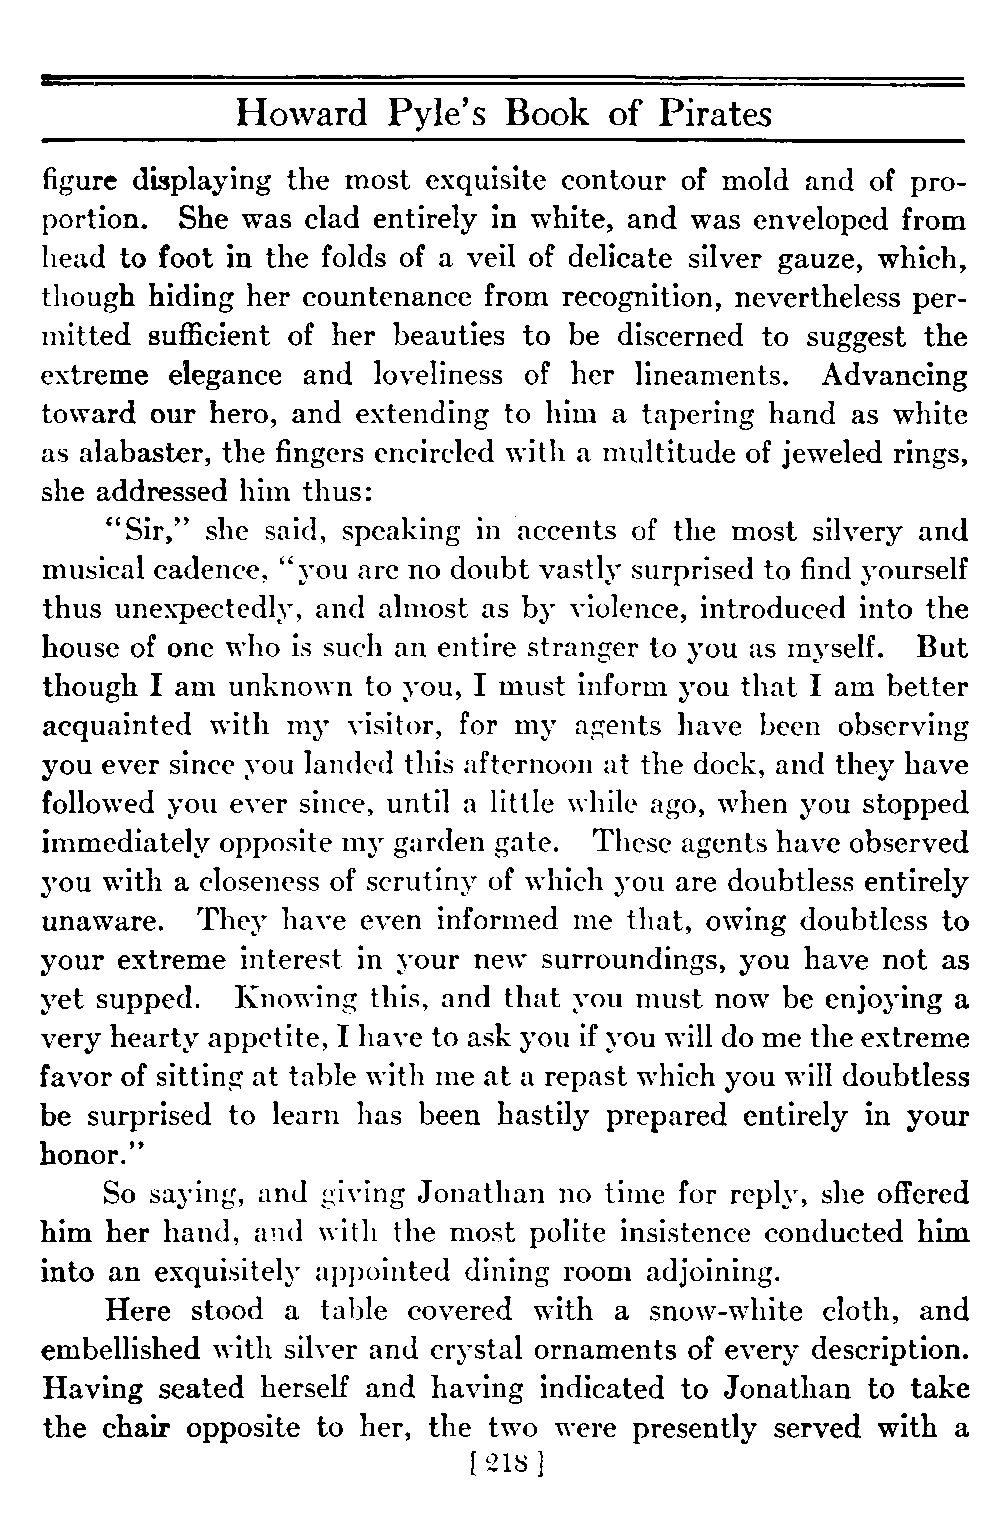 Howard Pyle's Book of Pirates
figure displaying the most exquisite contour of mold and of pro-
portion. She was clad entirely in white, and was enveloped from
head to foot in the folds of a veil of delicate silver gauze, which,
though hiding her countenance from recognition, nevertheless per-
mitted sufficient of her beauties to be discerned to suggest the
extreme elegance and loveliness of her lineaments. Advancing
toward our hero, and extending to him a tapering hand as white
as alabaster, the fingers encircled with a multitude of jeweled rings,
she addressed him thus:
"Sir," she said, speaking in accents of the most silvery and
musical cadence, "you are no doubt vastly surprised to find yourself
thus unexpectedly, and almost as by violence, introduced into the
house of one who is such an entire stranger to you as myself. But
though I am unknown to you, I must inform you that I am better
acquainted with my visitor, for my agents have been observing
you ever since you landed this afternoon at the dock, and they have
followed you ever since, until a little while ago, when you stopped
immediately opposite my garden gate. These agents have observed
you with a closeness of scrutiny of which you are doubtless entirely
unaware. They have even informed me that, owing doubtless to
your extreme interest in your new surroundings, you have not as
yet supped. Knowing this, and that you must now be enjoying a
very hearty appetite, I have to ask you if you will do me the extreme
favor of sitting at table with me at a repast which you will doubtless
be surprised to learn has been hastily prepared entirely in your
honor."
So saying, and giving Jonathan no time for reply, she offered
him her hand, and with the most polite insistence conducted him
into an exquisitely appointed dining room adjoining.
Here stood a table covered with a snow-white cloth, and
embellished with silver and crystal ornaments of every description.
Having seated herself and having indicated to Jonathan to take
the chair opposite to her, the two were presently served with a
[ 218 ]